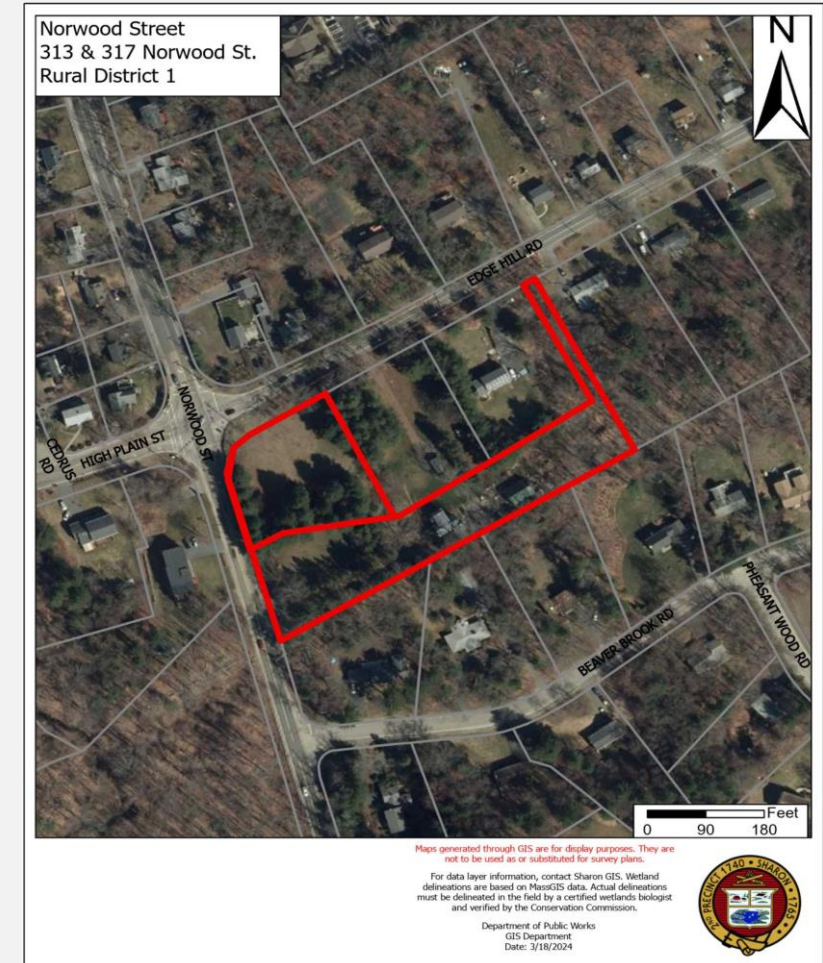 Norwood Street
313 & 317 Norwood St.
Rural District 1
N
EDGE HILL RD
NORWOOD ST
HIGH PLAIN ST
CEDRUS
RD
PHEASANT WOOD RD
BEAVER BROOK RD
Feet
0 90 180
Maps generated through GIS are for display purposes. They are
not to be used as or substituted for survey plans.
For data layer information, contact Sharon GIS. Wetland
delineations are based on MassGIS data. Actual delineations
must be delineated in the field by a certified wetlands biologist
and verified by the Conservation Commission.
Department of Public Works
GIS Department
Date: 3/18/2024
2ND PRECINCT 1740 • SHARON • 1765